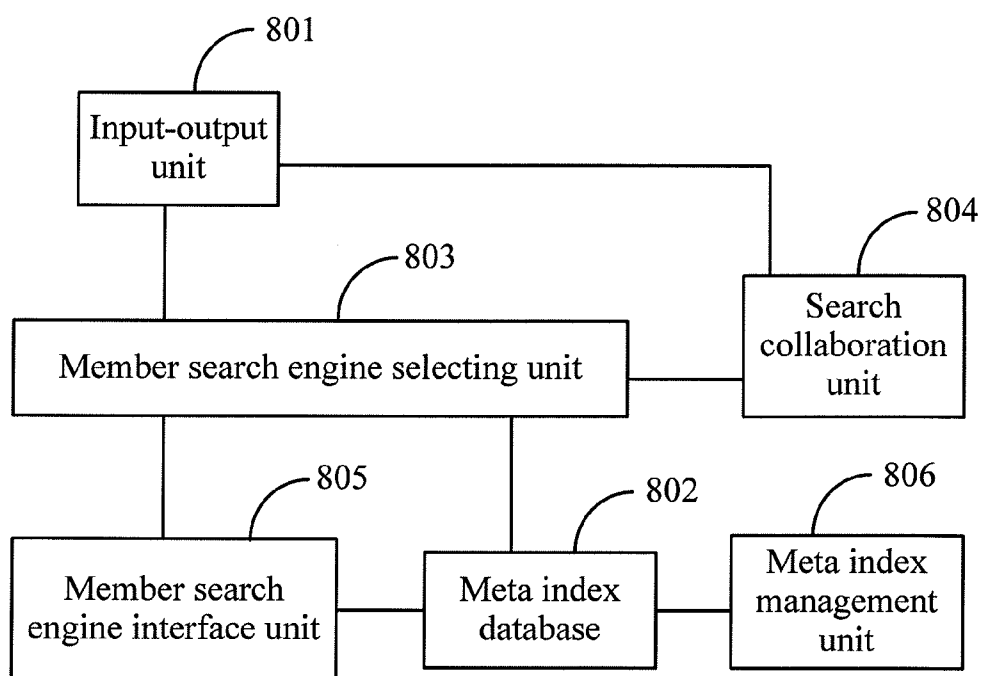 801
Input-output
unit
804
803
Search
collaboration
unit
Member search engine selecting unit
805
802
806
Member search
engine interface unit
Meta index
database
Meta index
management
unit